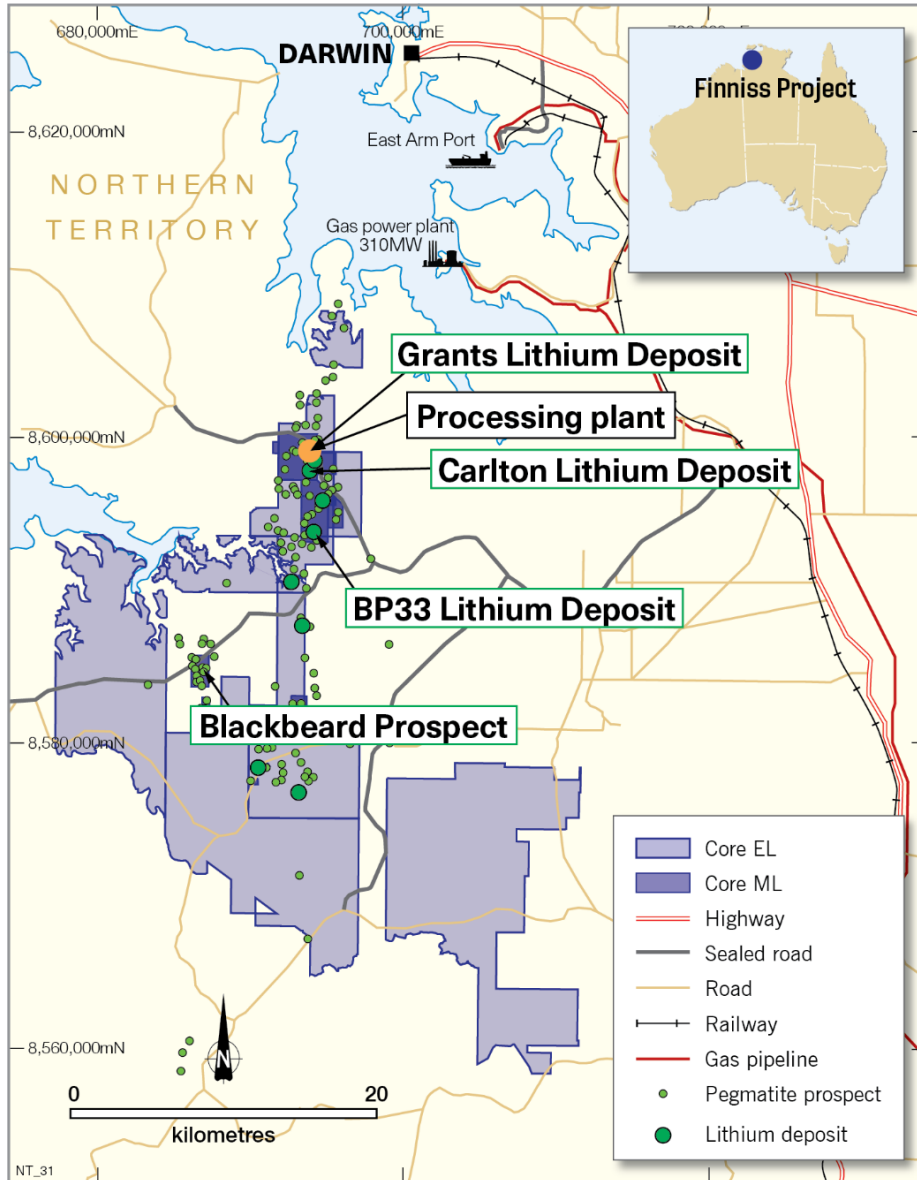 680,000mE
700,000mE
DARWIN
Finniss Project
8,620,000mN
East Arm Port
NORTHERN
TERRITORY
Gas power plant
310MW
Grants Lithium Deposit
Processing plant
8,600,000mN
Carlton Lithium Deposit
BP33 Lithium Deposit
Blackbeard Prospect
8,580,000mN
Core EL
Core ML
Highway
Sealed road
Road
Railway
Gas pipeline
Pegmatite prospect
Lithium deposit
8,560,000mN
N
0 20
kilometres
NT_31